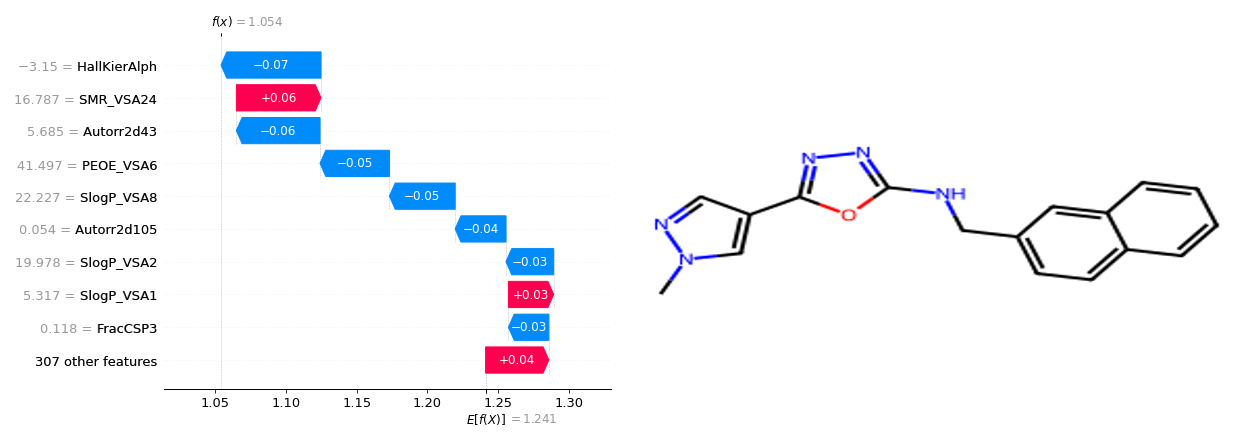 f(x) = 1.054
−3.15 = HallKierAlph
−0.07
16.787 = SMR_VSA24
+0.06
5.685 = Autorr2d43
−0.06
41.497 = PEOE_VSA6
−0.05
22.227 = SlogP_VSA8
−0.05
0.054 = Autorr2d105
−0.04
19.978 = SlogP_VSA2
−0.03
5.317 = SlogP_VSA1
+0.03
0.118 = FracCSP3
−0.03
307 other features
+0.04
1.05 1.10 1.15 1.20 1.25 1.30
E[f(X)] = 1.241
N N
NH
O
N
N